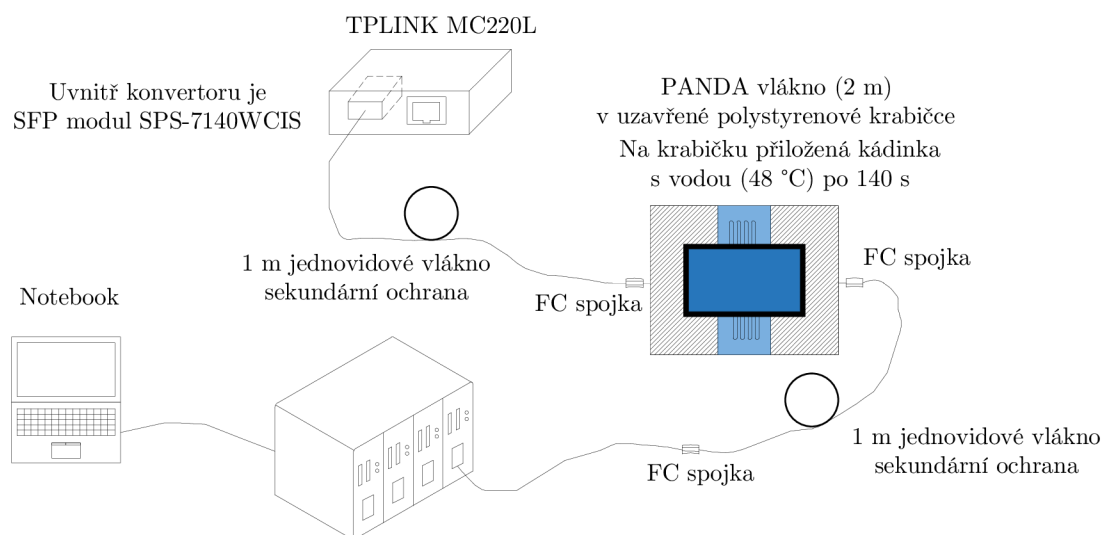 TPLINK MC220L
Uvnitř konvertoru je
SFP modul SPS-7140WCIS
PANDA vlákno (2 m)
v uzavřené polystyrenové krabičce
Na krabičku přiložená kádinka
s vodou (48 °C) po 140 s
1 m jednovidové vlákno
sekundární ochrana
FC spojka
FC spojka
Notebook
1 m jednovidové vlákno
sekundární ochrana
FC spojka